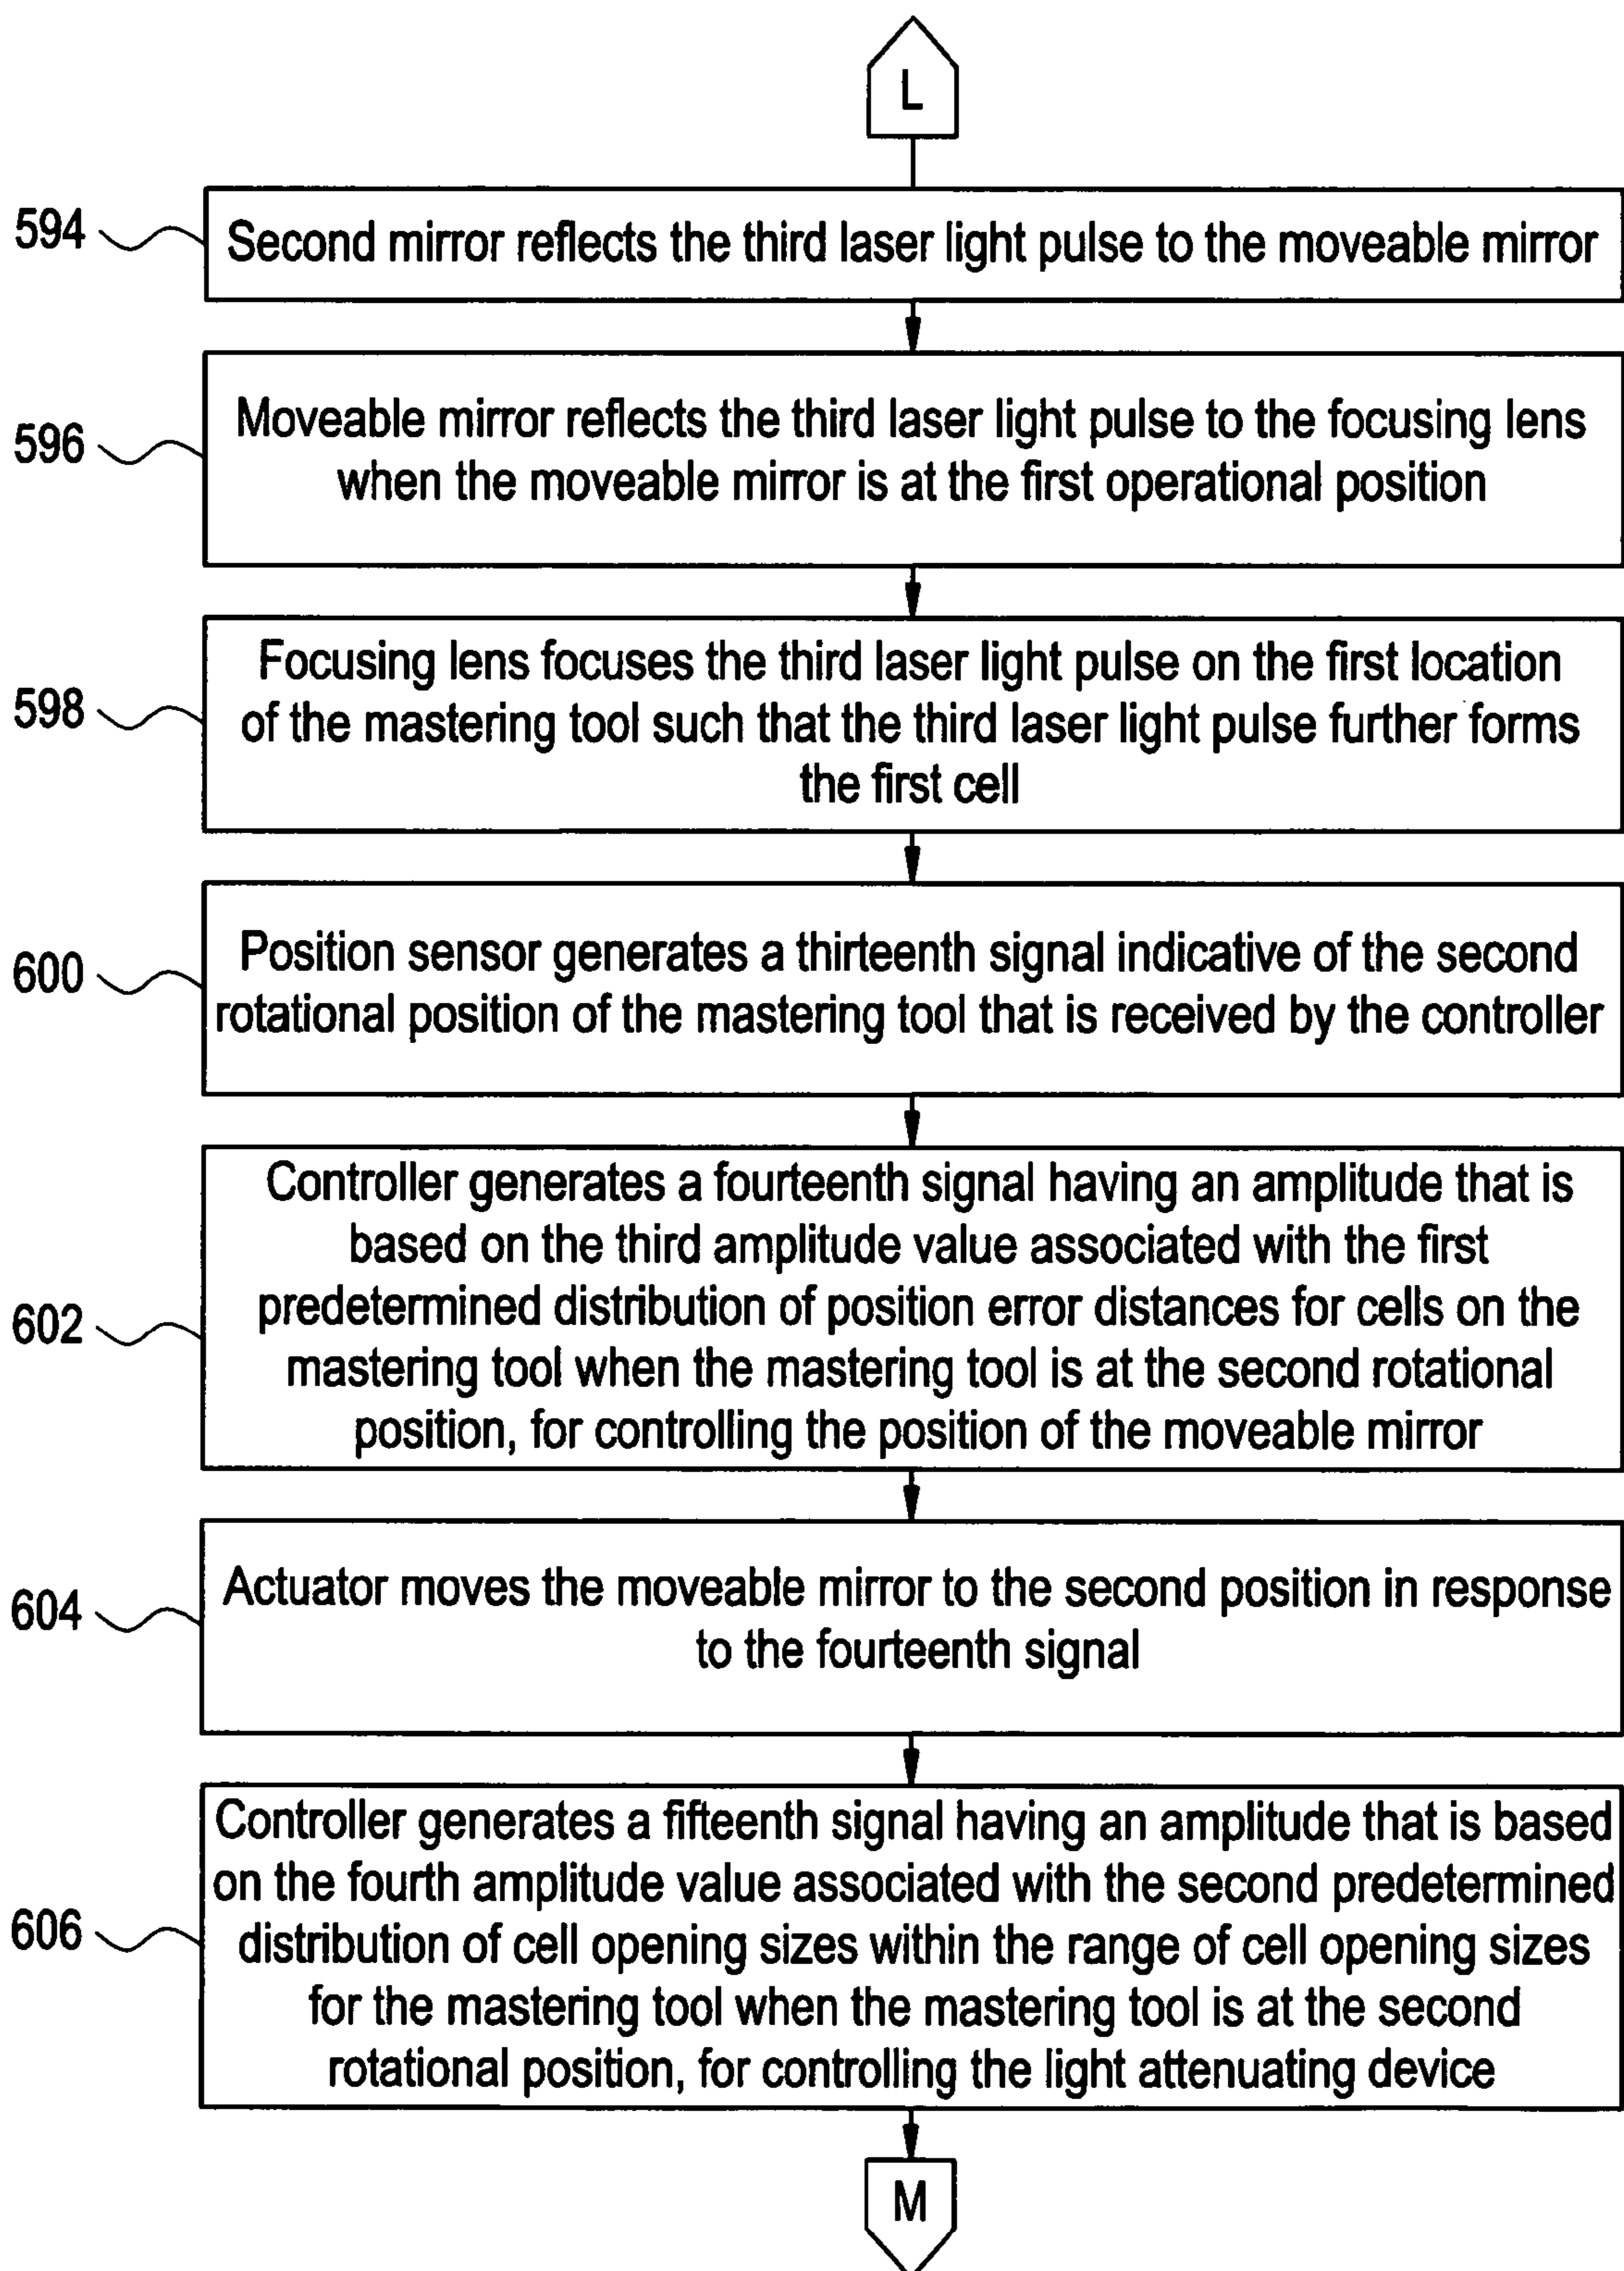 L
594
Second mirror reflects the third laser light pulse to the moveable mirror
596
Moveable mirror reflects the third laser light pulse to the focusing lens
when the moveable mirror is at the first operational position
598
Focusing lens focuses the third laser light pulse on the first location
of the mastering tool such that the third laser light pulse further forms
the first cell
600
Position sensor generates a thirteenth signal indicative of the second
rotational position of the mastering tool that is received by the controller
602
Controller generates a fourteenth signal having an amplitude that is
based on the third amplitude value associated with the first
predetermined distribution of position error distances for cells on the
mastering tool when the mastering tool is at the second rotational
position, for controlling the position of the moveable mirror
604
Actuator moves the moveable mirror to the second position in response
to the fourteenth signal
606
Controller generates a fifteenth signal having an amplitude that is based
on the fourth amplitude value associated with the second predetermined
distribution of cell opening sizes within the range of cell opening sizes
for the mastering tool when the mastering tool is at the second
rotational position, for controlling the light attenuating device
M